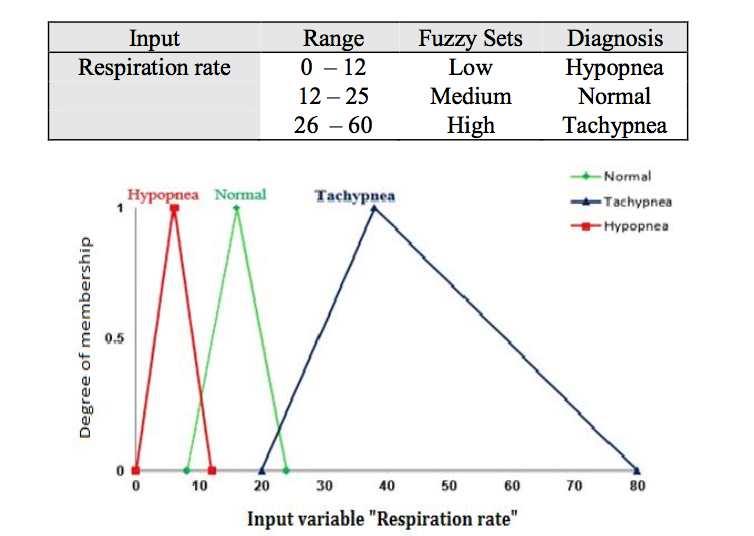 Input Range Fuzzy Sets Diagnosis
Respiration rate 0 – 12 Low Hypopnea
12 – 25 Medium Normal
26 – 60 High Tachypnea
Hypopnea Normal Tachypnea
Normal
Tachypnea
Hypopnea
Degree of membership
1
0.5
0
0 10 20 30 40 50 60 70 80
Input variable "Respiration rate"